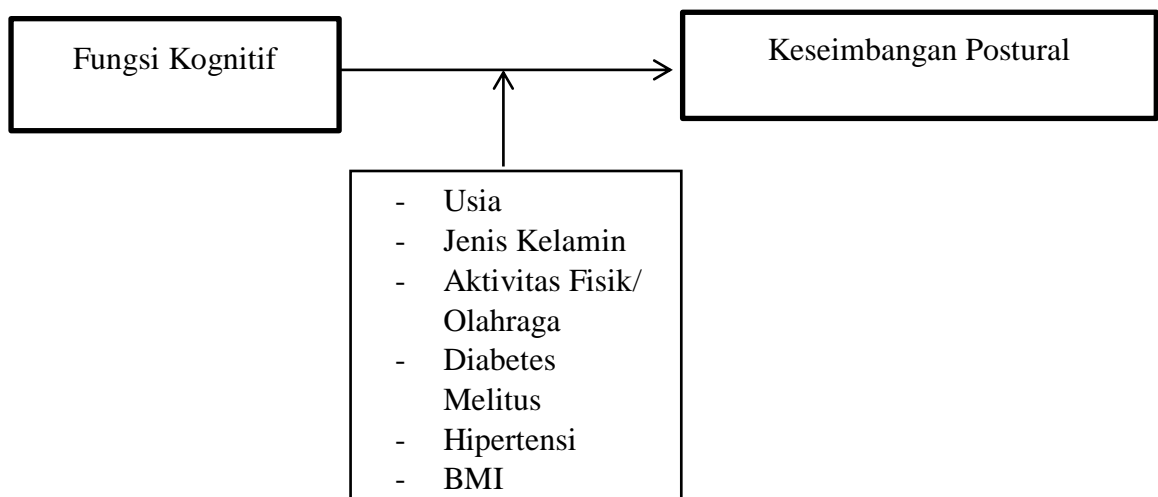 Fungsi Kognitif
Keseimbangan Postural
- Usia
- Jenis Kelamin
- Aktivitas Fisik/
Olahraga
- Diabetes
Melitus
- Hipertensi
- BMI